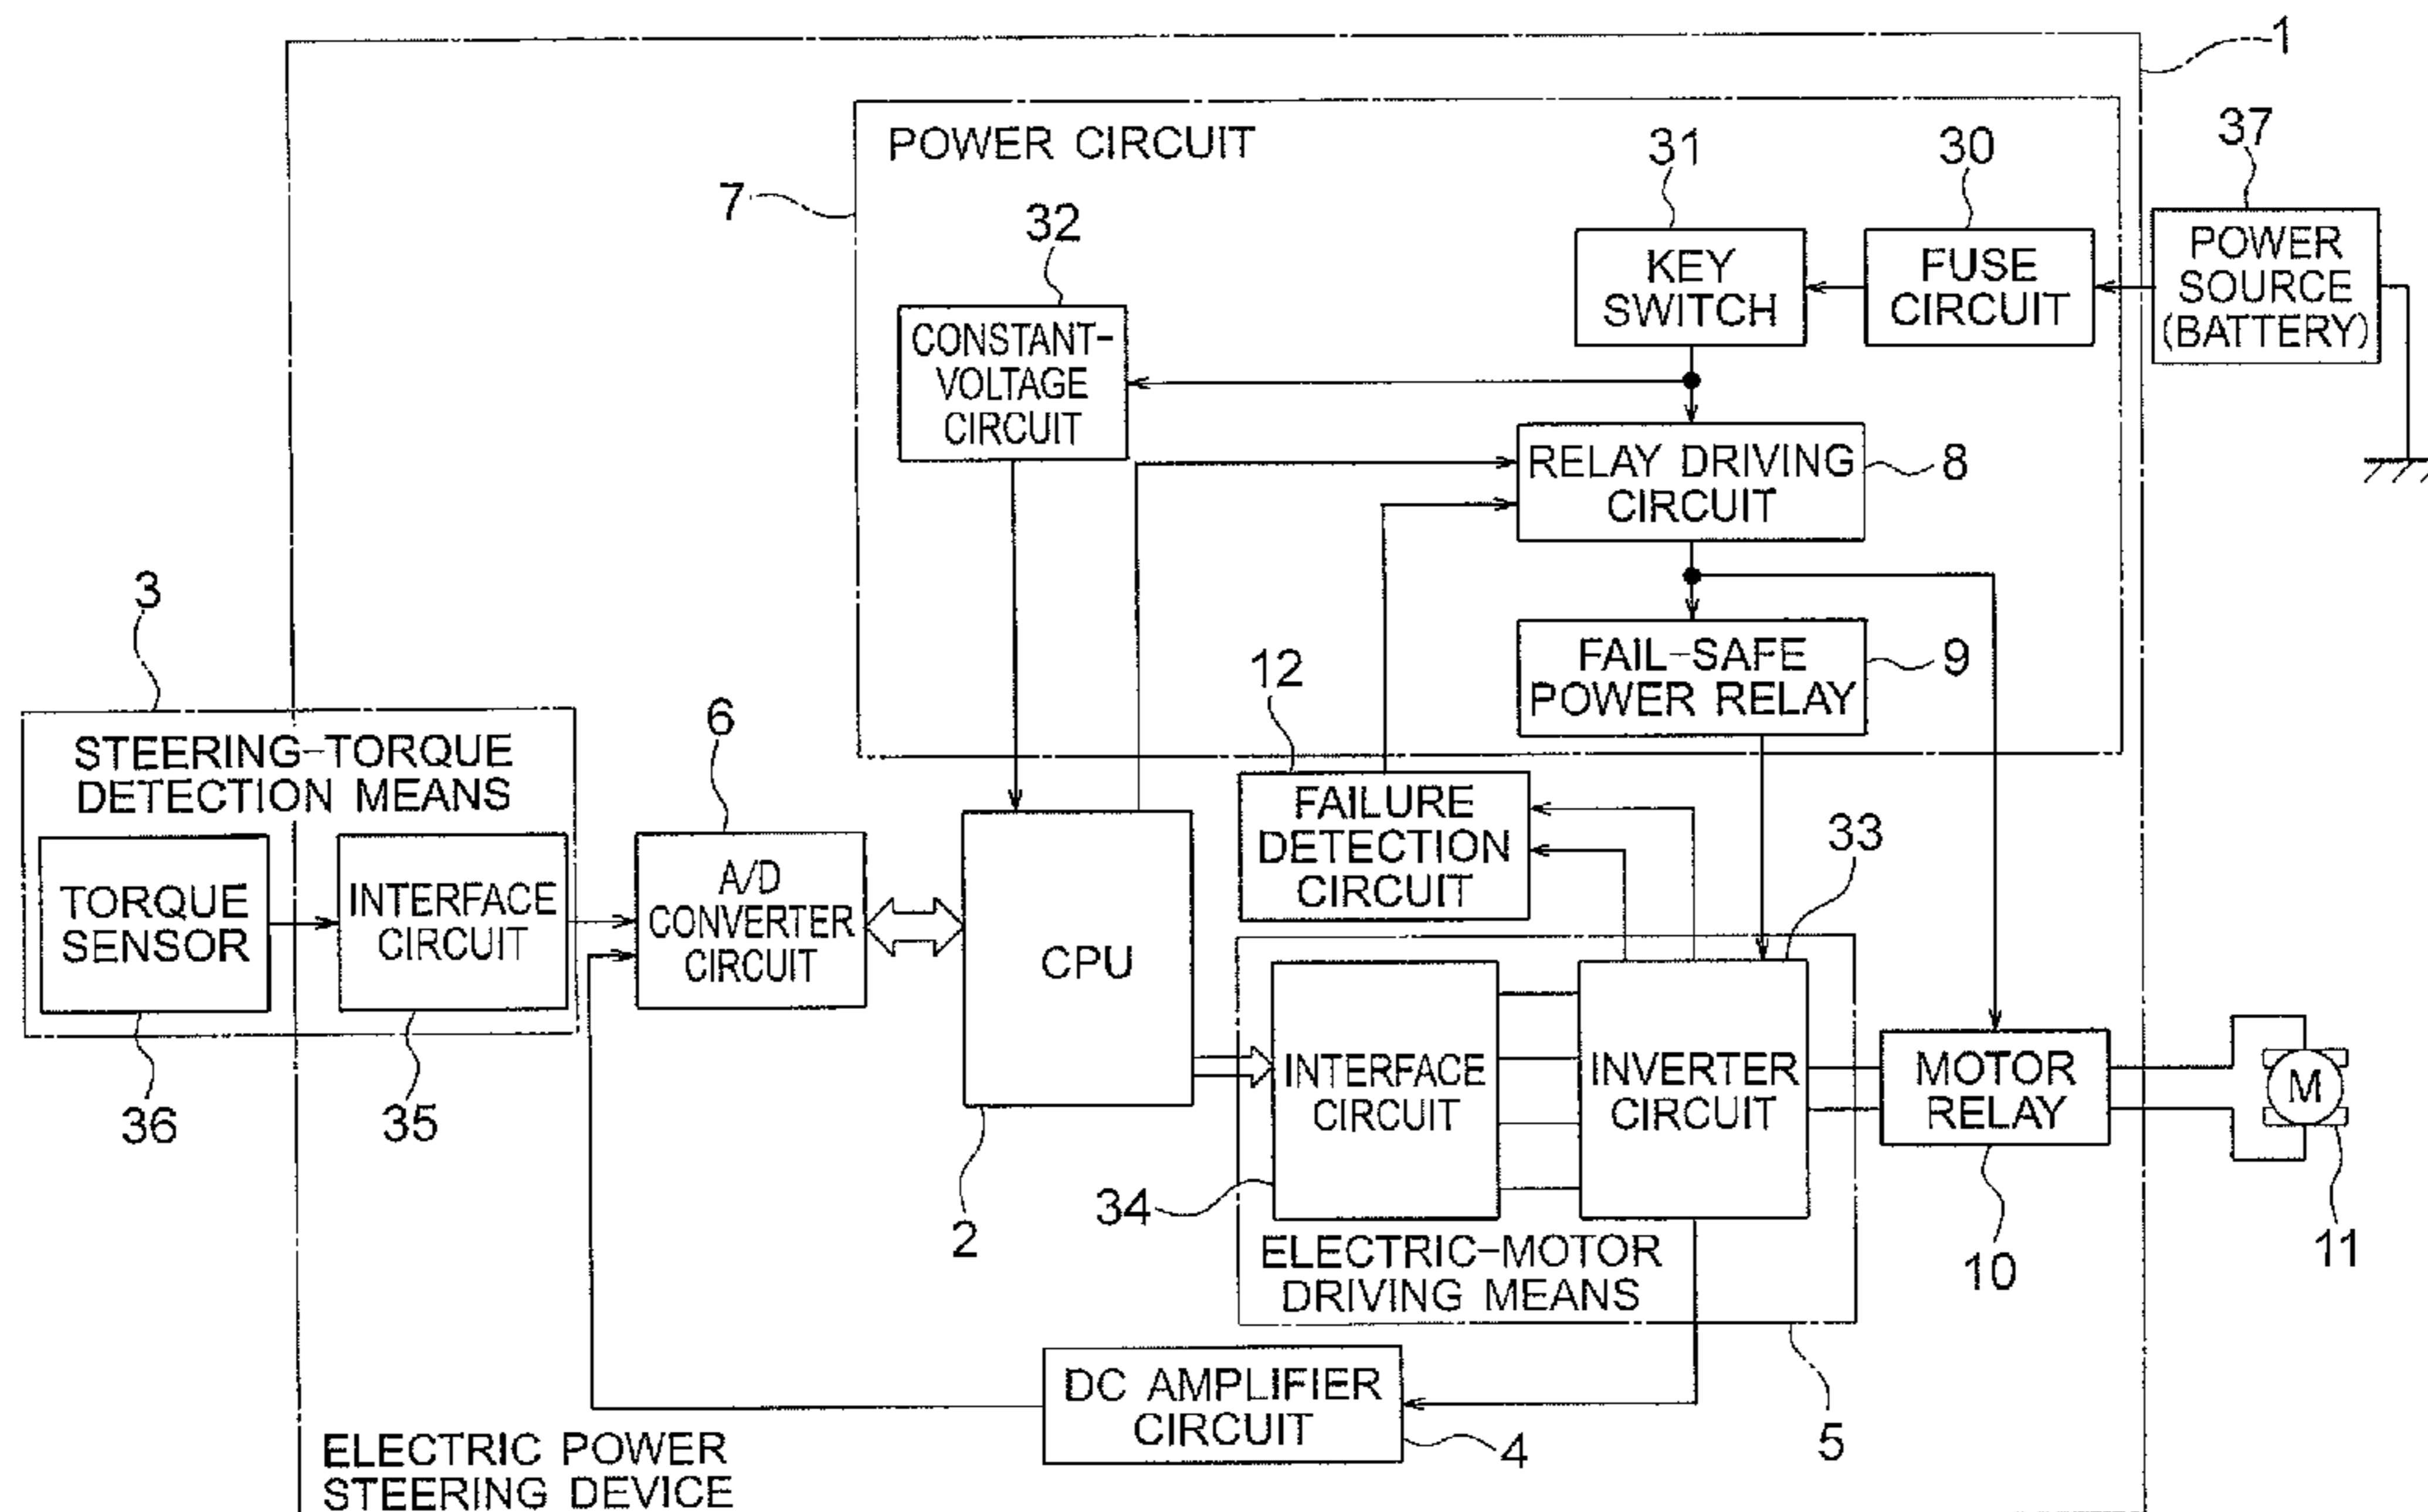 1
POWER CIRCUIT
7
31
30
37
32
KEY
SWITCH
FUSE
CIRCUIT
POWER
SOURCE
(BATTERY)
CONSTANT-
VOLTAGE
CIRCUIT
RELAY DRIVING
CIRCUIT
8
3
FAIL-SAFE
POWER RELAY
9
12
6
STEERING-TORQUE
DETECTION MEANS
FAILURE
DETECTION
CIRCUIT
33
TORQUE
SENSOR
INTERFACE
CIRCUIT
A/D
CONVERTER
CIRCUIT
CPU
36
35
2
INTERFACE
CIRCUIT
INVERTER
CIRCUIT
MOTOR
RELAY
M
34
10
11
ELECTRIC-MOTOR
DRIVING MEANS
5
DC AMPLIFIER
CIRCUIT
4
ELECTRIC POWER
STEERING DEVICE